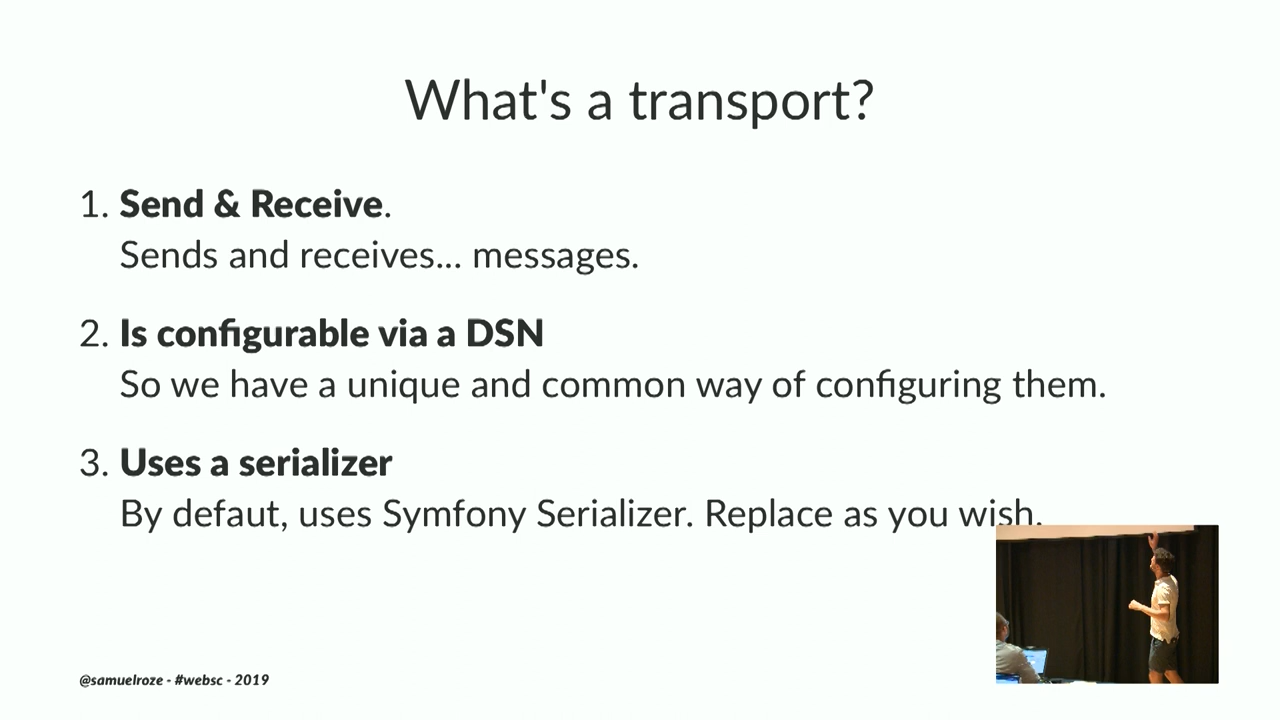 What's a transport?
1. Send & Receive.
Sends and receives... messages.
2. Is configurable via a DSN
So we have a unique and common way of configuring them.
3. Uses a serializer
By defaut, uses Symfony Serializer. Replace as you wish.
@samuelroze - #websc - 2019